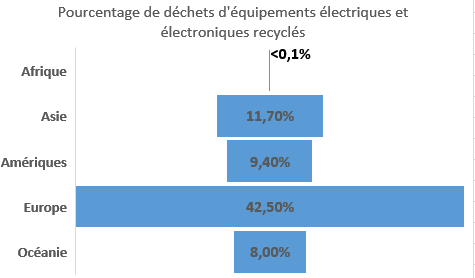 Pourcentage de déchets d'équipements électriques et
électroniques recyclés
Afrique <0,1%
Asie 11,70%
Amériques 9,40%
Europe 42,50%
Océanie 8,00%